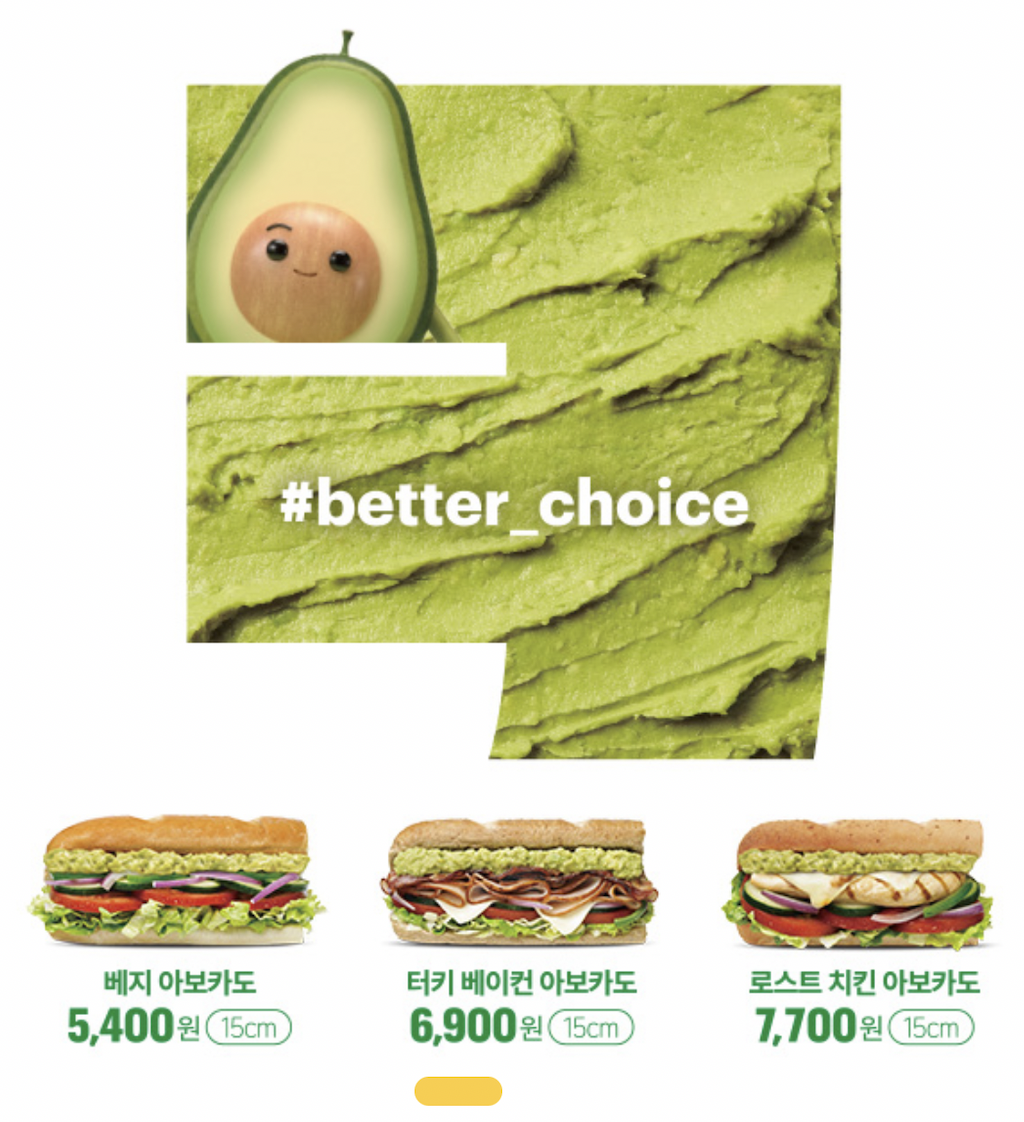 #better_choice
베지 아보카도
5,400원 15cm
터키 베이컨 아보카도
6,900원 15cm
로스트 치킨 아보카도
7,700원 15cm